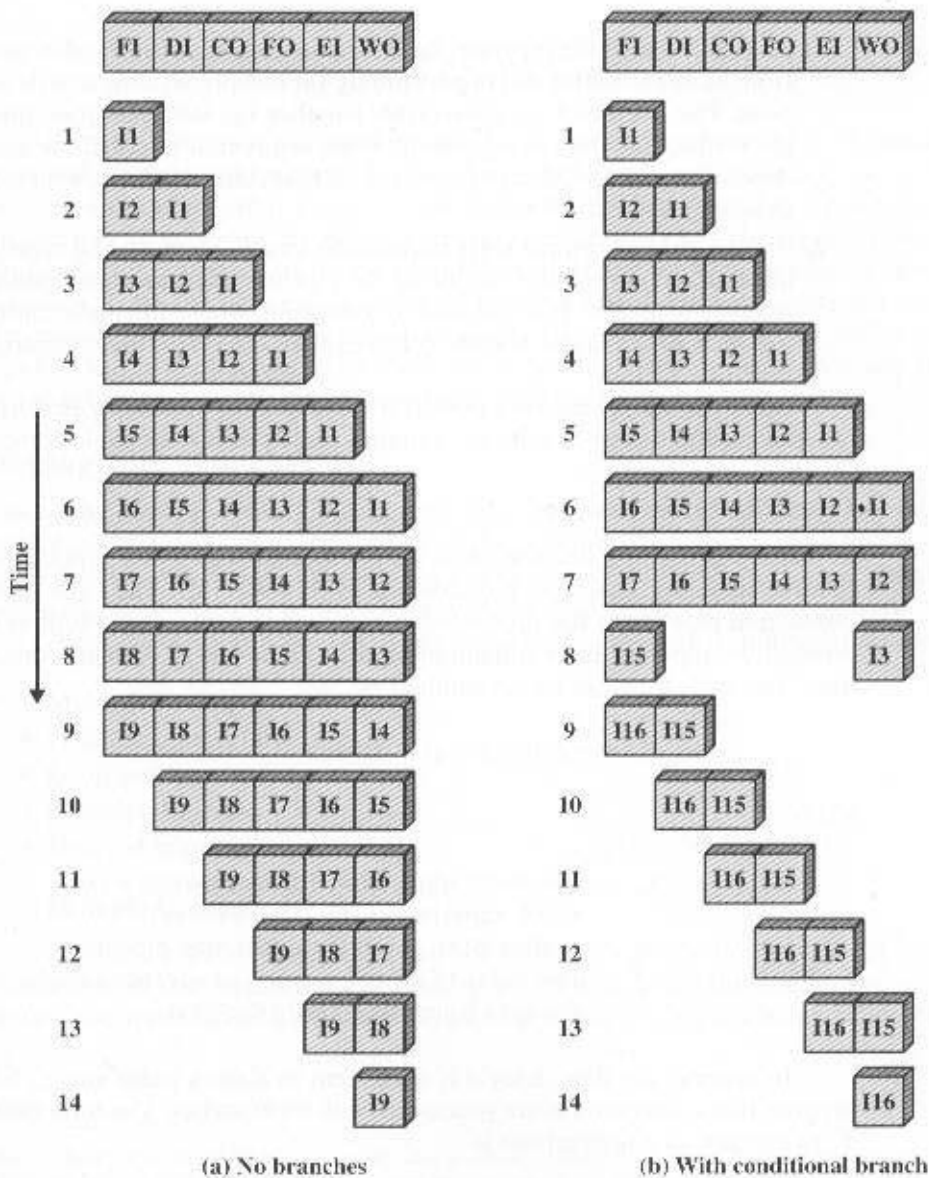 FI DI CO FO EI WO FI DI CO FO EI WO
1 I1 1 I1
2 I2 I1 2 I2 I1
3 I3 I2 I1 3 I3 I2 I1
4 I4 I3 I2 I1 4 I4 I3 I2 I1
5 I5 I4 I3 I2 I1 5 I5 I4 I3 I2 I1
6 I6 I5 I4 I3 I2 I1 6 I6 I5 I4 I3 I2 I1
Time
7 I7 I6 I5 I4 I3 I2 7 I7 I6 I5 I4 I3 I2
8 I8 I7 I6 I5 I4 I3 8 I15 I3
9 I9 I8 I7 I6 I5 I4 9 I16 I15
10 I9 I8 I7 I6 I5 10 I16 I15
11 I9 I8 I7 I6 11 I16 I15
12 I9 I8 I7 12 I16 I15
13 I9 I8 13 I16 I15
14 I9 14 I16
(a) No branches (b) With conditional branch